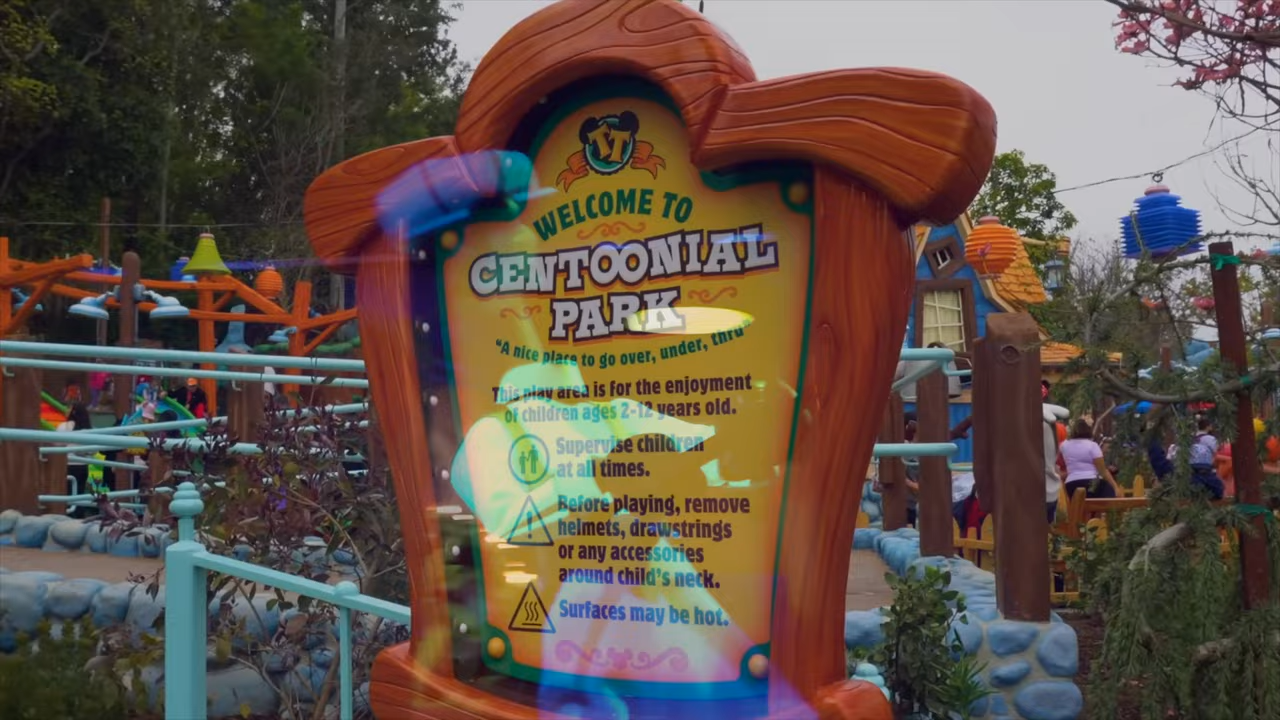 TT
WELCOME TO
CENTOONIAL
PARK
"A nice place to go over, under, thru"
This play area is for the enjoyment
of children ages 2-12 years old.
Supervise children
at all times.
Before playing, remove
helmets, drawstrings
or any accessories
around child's neck.
Surfaces may be hot.